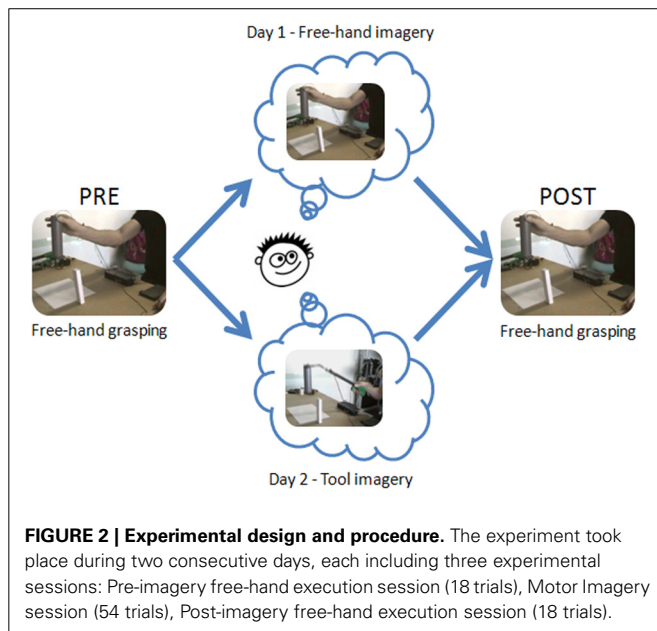 Day 1 - Free-hand imagery
PRE
POST
Free-hand grasping
Free-hand grasping
Day 2 - Tool imagery
FIGURE 2 | Experimental design and procedure. The experiment took
place during two consecutive days, each including three experimental
sessions: Pre-imagery free-hand execution session (18 trials), Motor Imagery
session (54 trials), Post-imagery free-hand execution session (18 trials).